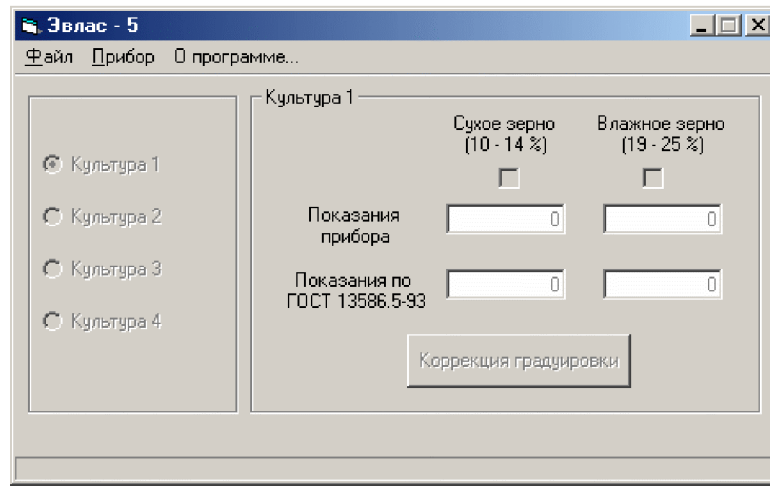 Эвлас - 5
Файл Прибор О программе...
Культура 1
Культура 2
Культура 3
Культура 4
Культура 1
Сухое зерно
(10 - 14 %)
Влажное зерно
(19 - 25 %)
Показания
прибора
0
0
Показания по
ГОСТ 13586.5-93
0
0
Коррекция градуировки